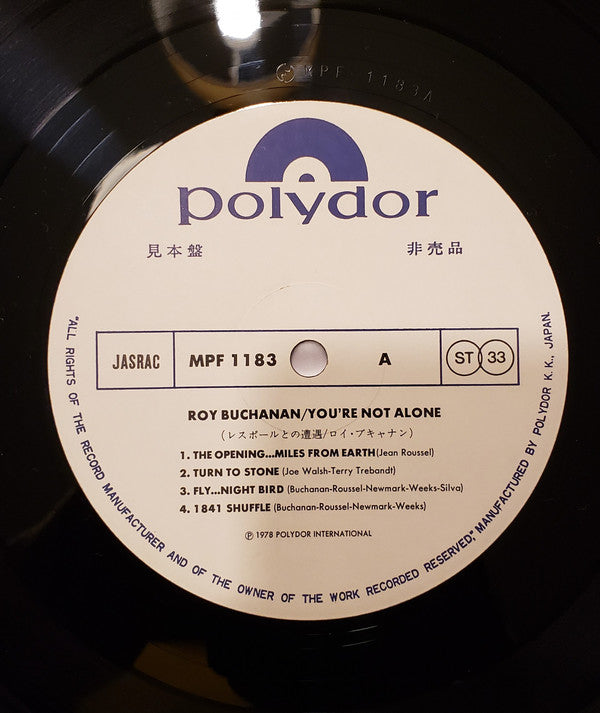 MPF 1183A
polydor
見本盤 非売品
JASRAC MPF 1183 A ST 33
ROY BUCHANAN/YOU'RE NOT ALONE
(レスポールとの遭遇/ロイ・ブキャナン)
1. THE OPENING...MILES FROM EARTH (Jean Roussel)
2. TURN TO STONE (Joe Walsh-Terry Trebandt)
3. FLY...NIGHT BIRD (Buchanan-Roussel-Newmark-Weeks-Silva)
4. 1841 SHUFFLE (Buchanan-Roussel-Newmark-Weeks)
Ⓟ 1978 POLYDOR INTERNATIONAL
"ALL RIGHTS OF THE RECORD MANUFACTURER AND OF THE OWNER OF THE WORK RECORDED RESERVED," MANUFACTURED BY POLYDOR K.K., JAPAN.